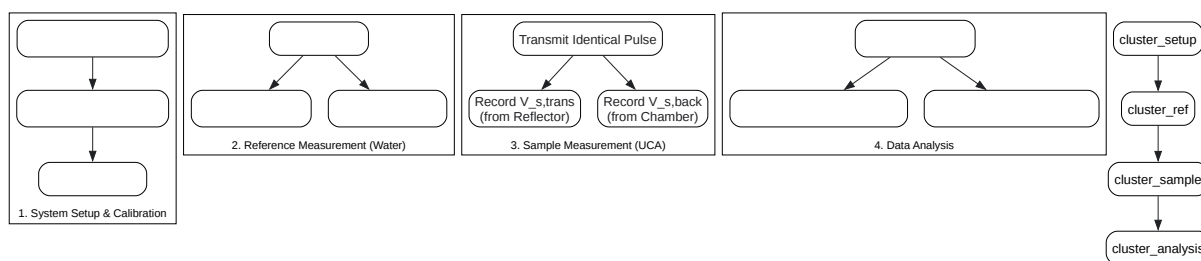 1. System Setup & Calibration
2. Reference Measurement (Water)
Transmit Identical Pulse
Record V_s,trans
(from Reflector)
Record V_s,back
(from Chamber)
3. Sample Measurement (UCA)
4. Data Analysis
cluster_setup
cluster_ref
cluster_sample
cluster_analysis